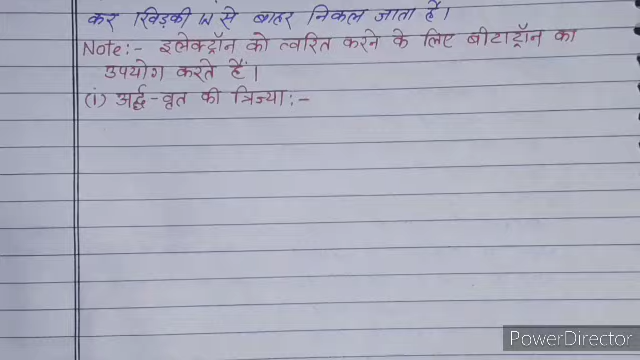 कर खिड़की W से बाहर निकल जाता है।
Note:- इलेक्ट्रॉन को त्वरित करने के लिए बीटाट्रॉन का
उपयोग करते हैं।
(i) अर्द्ध-वृत की त्रिज्या:-
PowerDirector